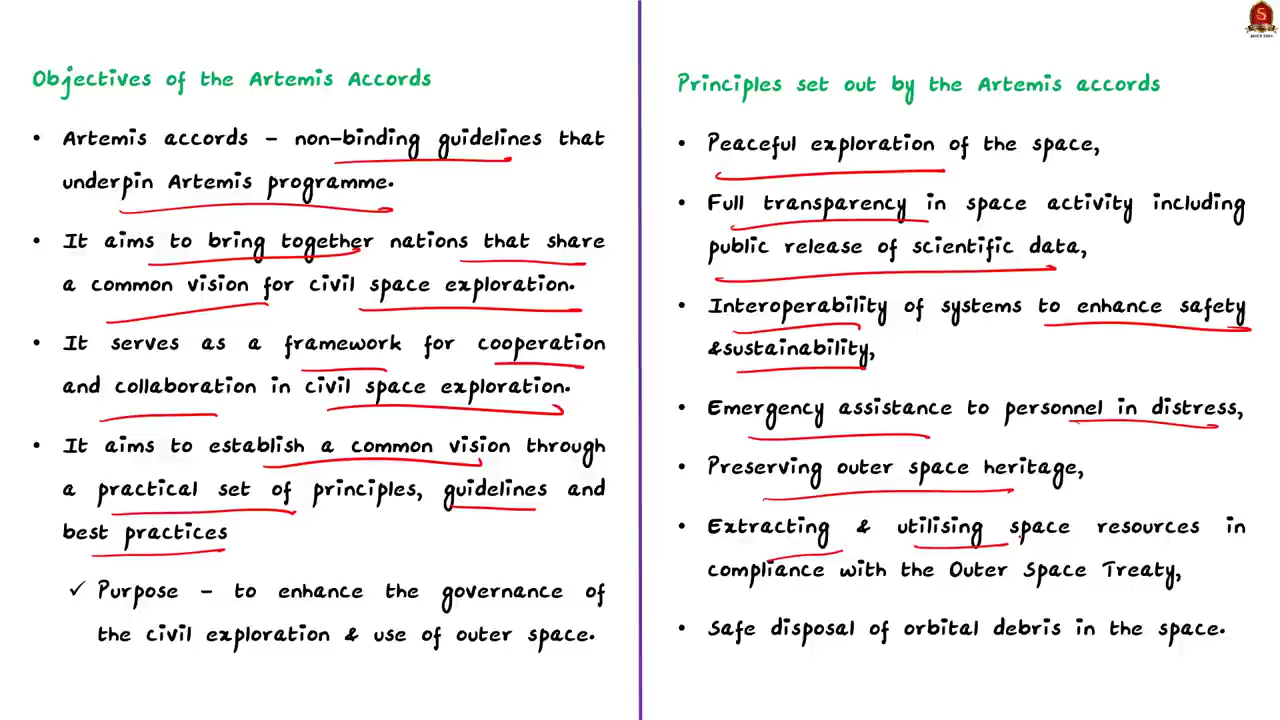 Objectives of the Artemis Accords
• Artemis accords - non-binding guidelines that
underpin Artemis programme.
• It aims to bring together nations that share
a common vision for civil space exploration.
• It serves as a framework for cooperation
and collaboration in civil space exploration.
• It aims to establish a common vision through
a practical set of principles, guidelines and
best practices
✓ Purpose - to enhance the governance of
the civil exploration & use of outer space.
Principles set out by the Artemis accords
• Peaceful exploration of the space,
• Full transparency in space activity including
public release of scientific data,
• Interoperability of systems to enhance safety
&sustainability,
• Emergency assistance to personnel in distress,
• Preserving outer space heritage,
• Extracting & utilising space resources in
compliance with the Outer Space Treaty,
• Safe disposal of orbital debris in the space.
S